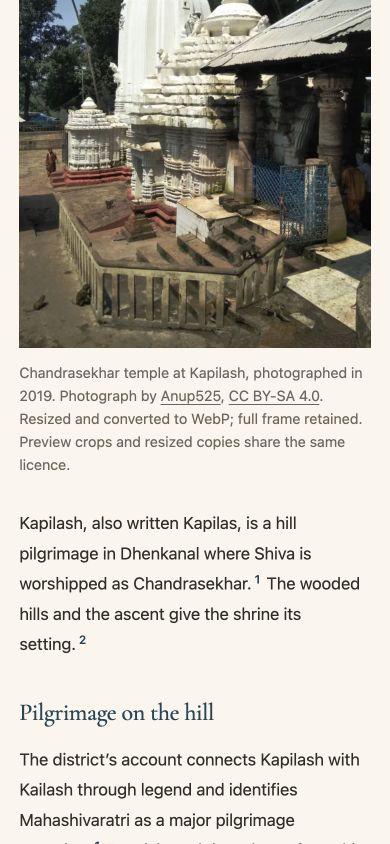 Chandrasekhar temple at Kapilash, photographed in
2019. Photograph by Anup525, CC BY-SA 4.0.
Resized and converted to WebP; full frame retained.
Preview crops and resized copies share the same
licence.
Kapilash, also written Kapilas, is a hill
pilgrimage in Dhenkanal where Shiva is
worshipped as Chandrasekhar. 1 The wooded
hills and the ascent give the shrine its
setting. 2
Pilgrimage on the hill
The district’s account connects Kapilash with
Kailash through legend and identifies
Mahashivaratri as a major pilgrimage